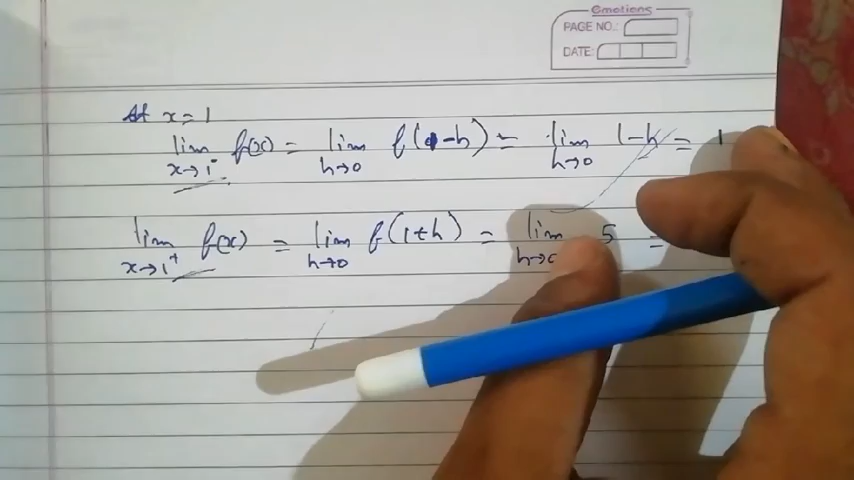 emotions
PAGE NO.:
DATE:
At x = 1
lim x→1⁻ f(x) = lim h→0 f(1-h) = lim h→0 1-h = 1
lim x→1⁺ f(x) = lim h→0 f(1+h) = lim h→0 5 =